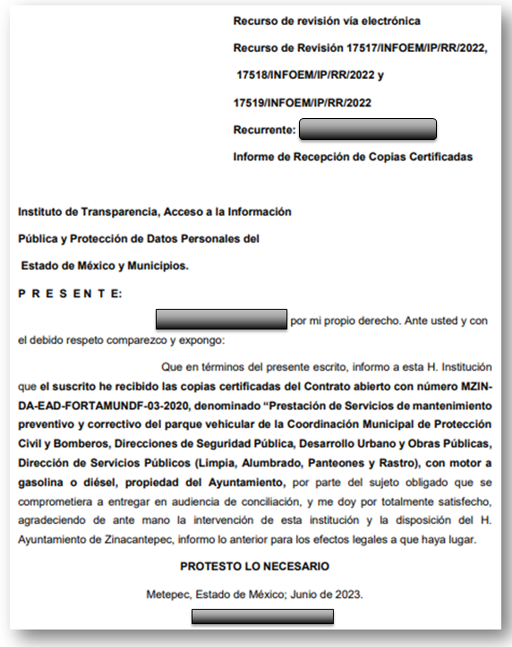 Recurso de revisión vía electrónica
Recurso de Revisión 17517/INFOEM/IP/RR/2022,
17518/INFOEM/IP/RR/2022 y
17519/INFOEM/IP/RR/2022
Recurrente:
Informe de Recepción de Copias Certificadas
Instituto de Transparencia, Acceso a la Información
Pública y Protección de Datos Personales del
Estado de México y Municipios.
P R E S E N T E:
por mi propio derecho. Ante usted y con
el debido respeto comparezco y expongo:
Que en términos del presente escrito, informo a esta H. Institución
que el suscrito he recibido las copias certificadas del Contrato abierto con número MZIN-
DA-EAD-FORTAMUNDF-03-2020, denominado “Prestación de Servicios de mantenimiento
preventivo y correctivo del parque vehicular de la Coordinación Municipal de Protección
Civil y Bomberos, Direcciones de Seguridad Pública, Desarrollo Urbano y Obras Públicas,
Dirección de Servicios Públicos (Limpia, Alumbrado, Panteones y Rastro), con motor a
gasolina o diésel, propiedad del Ayuntamiento, por parte del sujeto obligado que se
comprometiera a entregar en audiencia de conciliación, y me doy por totalmente satisfecho,
agradeciendo de ante mano la intervención de esta institución y la disposición del H.
Ayuntamiento de Zinacantepec, informo lo anterior para los efectos legales a que haya lugar.
PROTESTO LO NECESARIO
Metepec, Estado de México; Junio de 2023.